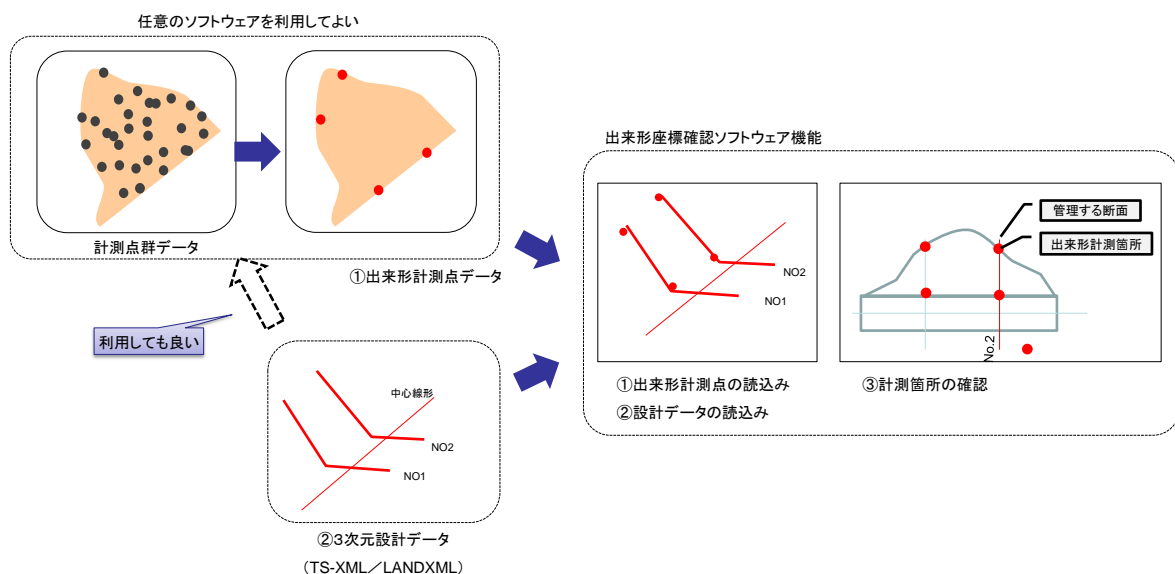 任意のソフトウェアを利用してよい
計測点群データ
①出来形計測点データ
利用しても良い
中心線形
NO2
NO1
②3次元設計データ
（TS-XML／LANDXML）
出来形座標確認ソフトウェア機能
NO2
NO1
①出来形計測点の読込み
②設計データの読込み
管理する断面
出来形計測箇所
No.2
③計測箇所の確認